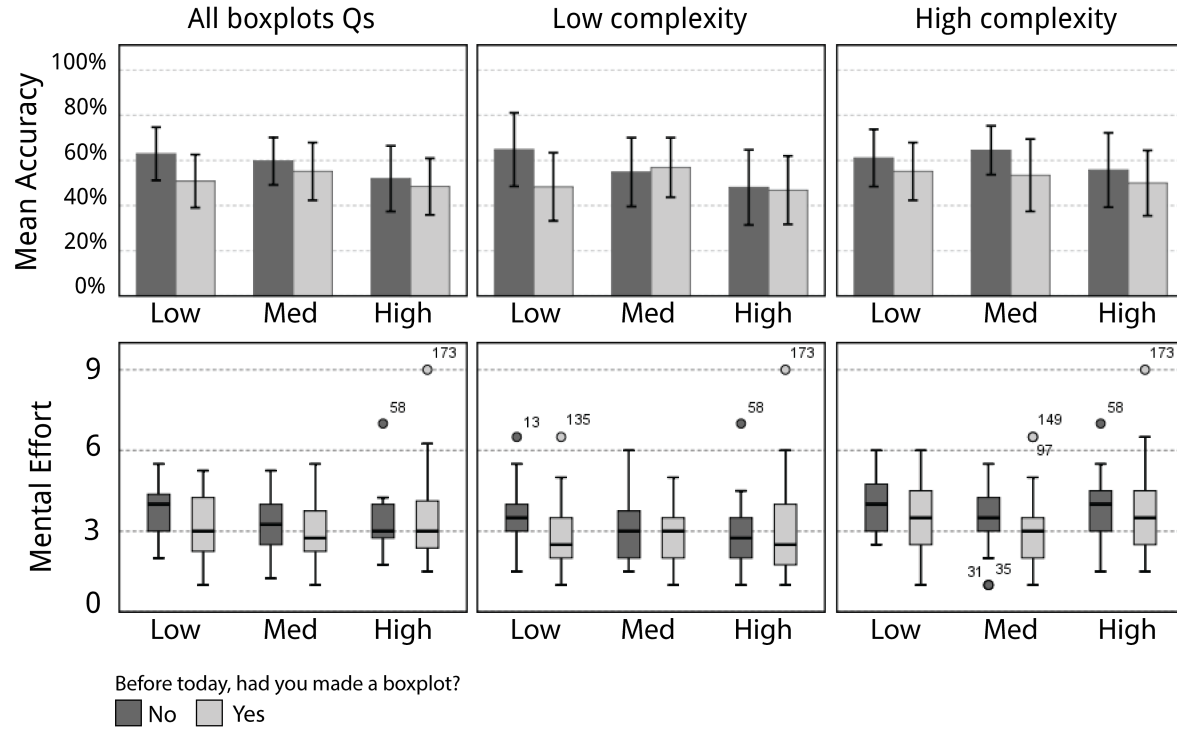 All boxplots Qs
Low complexity
High complexity
Mean Accuracy
100%
80%
60%
40%
20%
0%
Low Med High
Low Med High
Low Med High
Mental Effort
9
6
3
0
173
58
13
135
58
173
149
97
31
35
58
173
Low Med High
Low Med High
Low Med High
Before today, had you made a boxplot?
No Yes